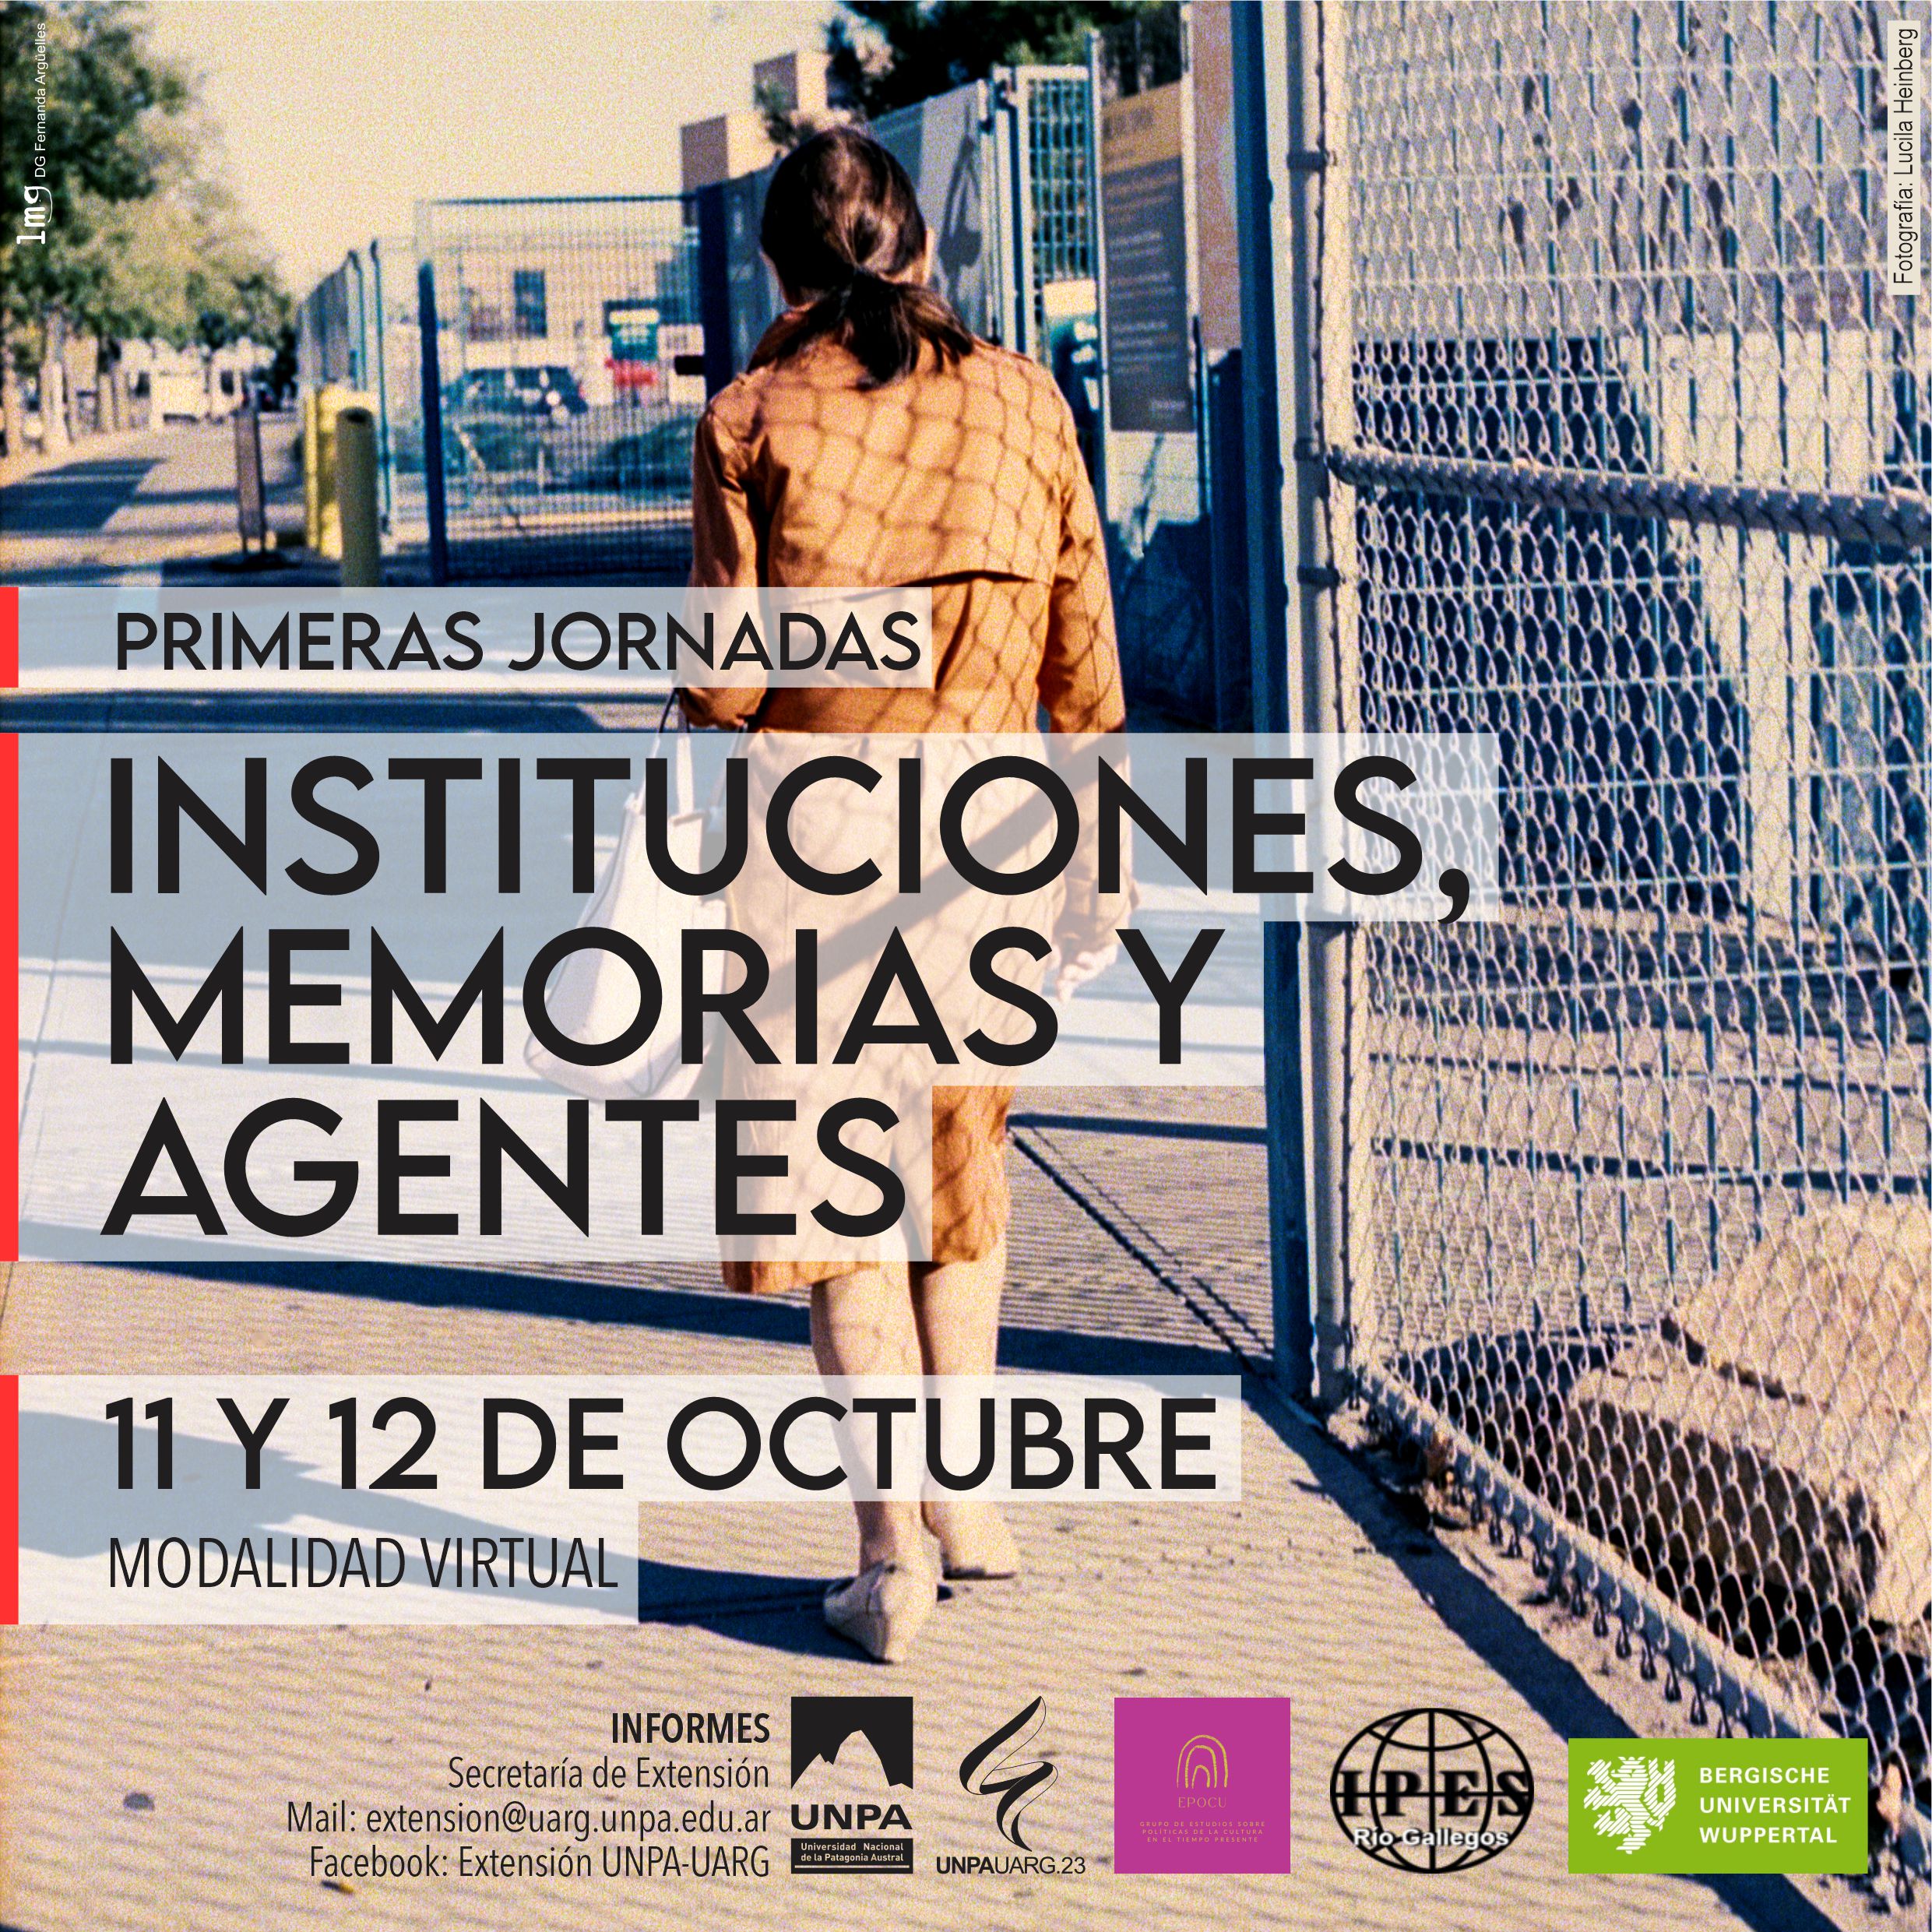 lmg DG Fernanda Argüelles
Fotografía: Lucila Heinberg
PRIMERAS JORNADAS
INSTITUCIONES,
MEMORIAS Y
AGENTES
11 Y 12 DE OCTUBRE
MODALIDAD VIRTUAL
INFORMES
Secretaría de Extensión
Mail: extension@uarg.unpa.edu.ar
Facebook: Extensión UNPA-UARG
UNPA
Universidad Nacional
de la Patagonia Austral
UNPAUARG.23
EPOCU
GRUPO DE ESTUDIOS SOBRE
POLÍTICAS DE LA CULTURA
EN EL TIEMPO PRESENTE
IPES
Río Gallegos
BERGISCHE
UNIVERSITÄT
WUPPERTAL